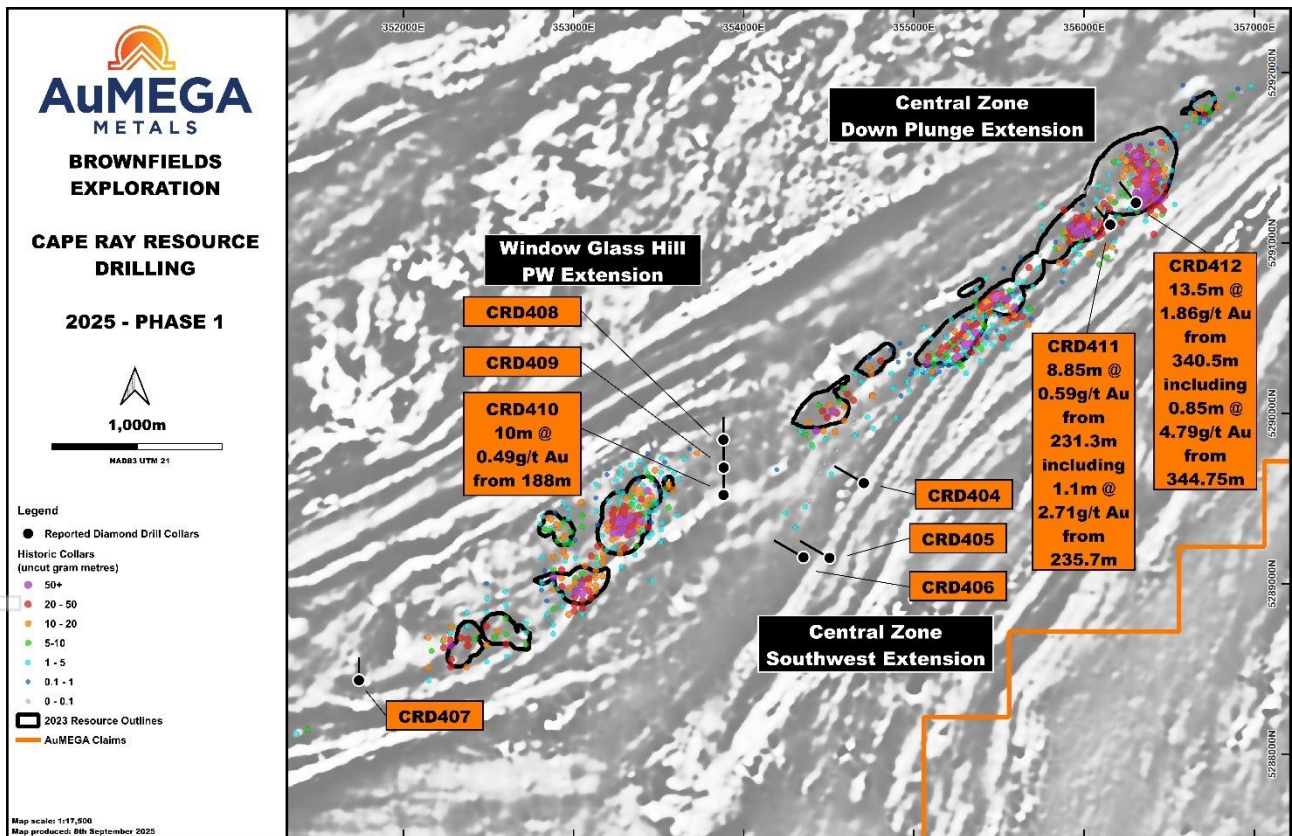 AuMEGA
METALS
BROWNFIELDS
EXPLORATION
CAPE RAY RESOURCE
DRILLING
2025 - PHASE 1
1,000m
NAD83 UTM 21
Legend
Reported Diamond Drill Collars
Historic Collars
(uncut gram metres)
50+
20 - 50
10 - 20
5-10
1 - 5
0.1 - 1
0 - 0.1
2023 Resource Outlines
AuMEGA Claims
Map scale: 1:17,500
Map produced: 8th September 2025
352000E
353000E
354000E
355000E
356000E
357000E
5292000N
5291000N
5290000N
5289000N
5288000N
Central Zone
Down Plunge Extension
Window Glass Hill
PW Extension
CRD408
CRD409
CRD410
10m @
0.49g/t Au
from 188m
CRD411
8.85m @
0.59g/t Au
from
231.3m
including
1.1m @
2.71g/t Au
from
235.7m
CRD412
13.5m @
1.86g/t Au
from
340.5m
including
0.85m @
4.79g/t Au
from
344.75m
CRD404
CRD405
CRD406
Central Zone
Southwest Extension
CRD407